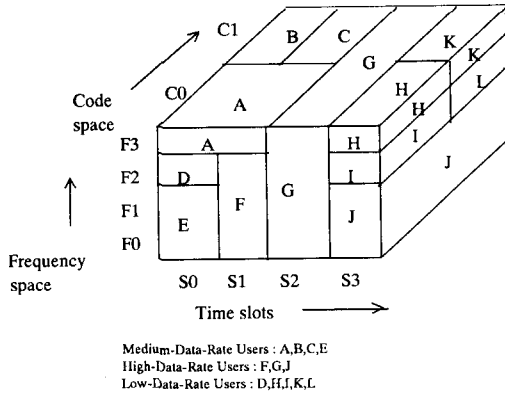 C1
B
C
K
G
K
C0
H
L
Code
space
A
H
I
F3
A
H
J
F2
D
I
F1
E
F
G
J
F0
Frequency
space
S0 S1 S2 S3
Time slots
Medium-Data-Rate Users : A,B,C,E
High-Data-Rate Users : F,G,J
Low-Data-Rate Users : D,H,I,K,L